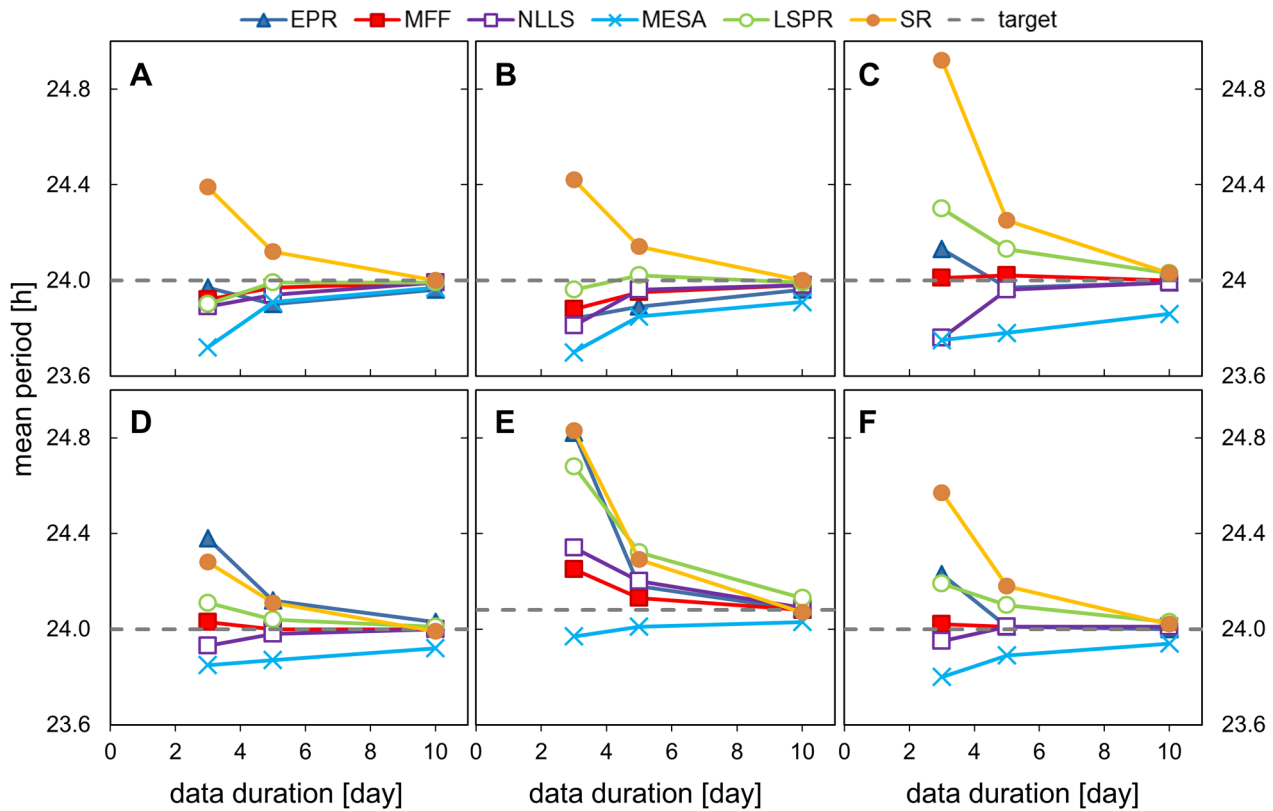 EPR MFF NLLS MESA LSPR SR target
A B C
24.8 24.8
24.4 24.4
24.0 24
23.6 23.6
mean period [h]
D E F
24.8 24.8
24.4 24.4
24.0 24.0
23.6 23.6
0 2 4 6 8 10 0 2 4 6 8 10 0 2 4 6 8 10
data duration [day] data duration [day] data duration [day]